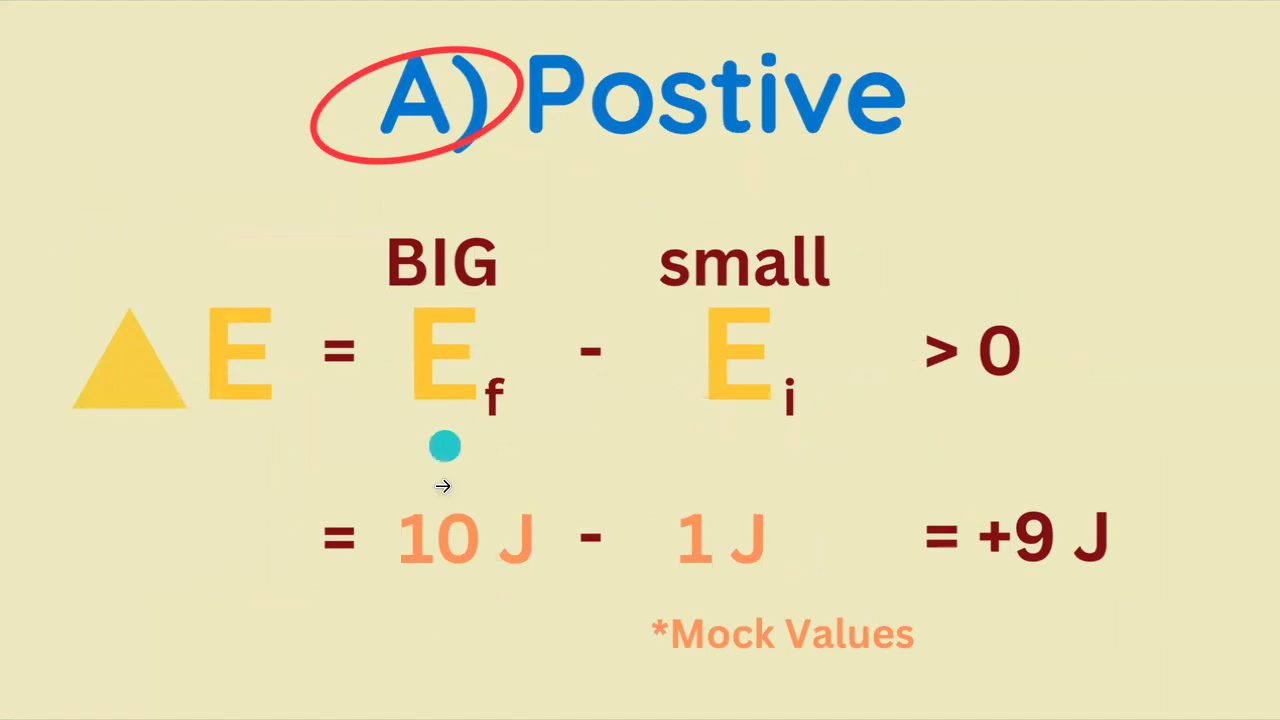 A) Postive
BIG small
E = Ef - Ei > 0
= 10 J - 1 J = +9 J
*Mock Values